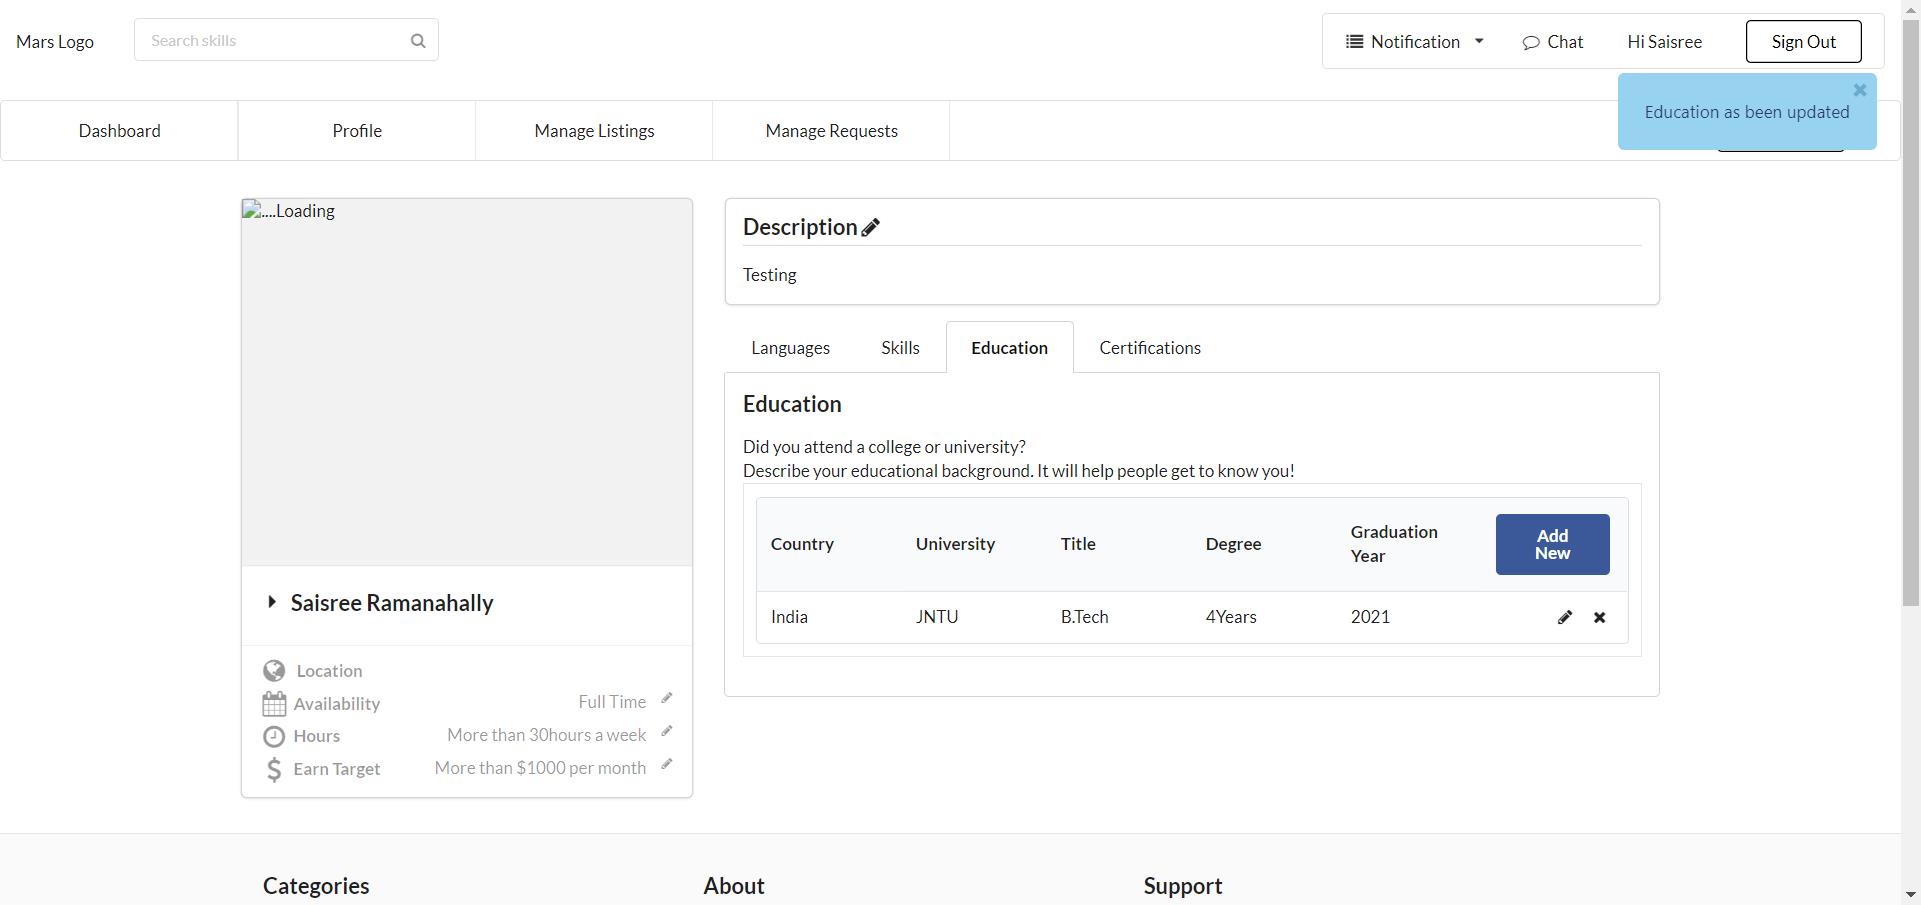 Mars Logo
Search skills
Notification
Chat
Hi Saisree
Sign Out
Education as been updated
Dashboard
Profile
Manage Listings
Manage Requests
....Loading
Saisree Ramanahally
Location
Availability Full Time
Hours More than 30hours a week
Earn Target More than $1000 per month
Description
Testing
Languages
Skills
Education
Certifications
Education
Did you attend a college or university?
Describe your educational background. It will help people get to know you!
Country University Title Degree Graduation
Year
Add
New
India JNTU B.Tech 4Years 2021
Categories
About
Support